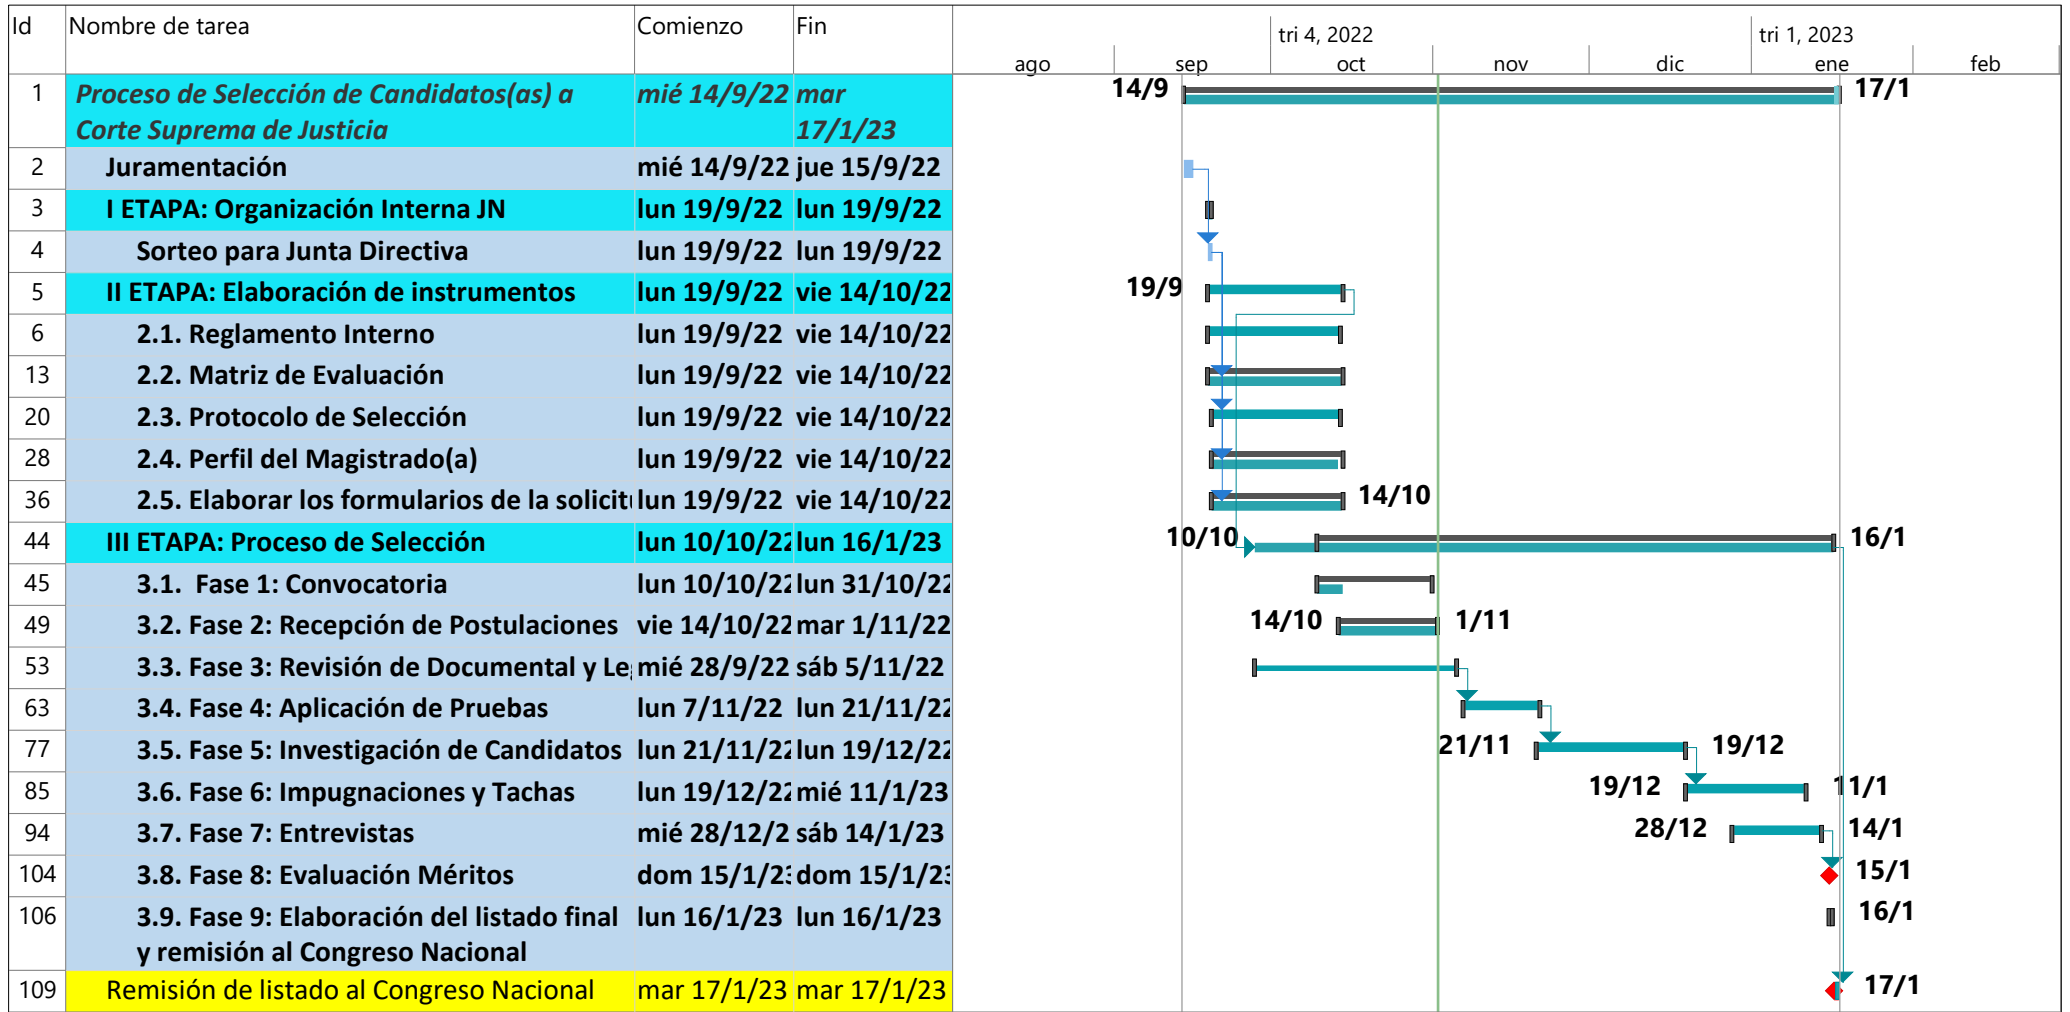 Id Nombre de tarea Comienzo Fin
tri 4, 2022 tri 1, 2023
ago sep oct nov dic ene feb
1 Proceso de Selección de Candidatos(as) a mié 14/9/22 mar 14/9 17/1
Corte Suprema de Justicia 17/1/23
2 Juramentación mié 14/9/22 jue 15/9/22
3 I ETAPA: Organización Interna JN lun 19/9/22 lun 19/9/22
4 Sorteo para Junta Directiva lun 19/9/22 lun 19/9/22
5 II ETAPA: Elaboración de instrumentos lun 19/9/22 vie 14/10/22 19/9
6 2.1. Reglamento Interno lun 19/9/22 vie 14/10/22
13 2.2. Matriz de Evaluación lun 19/9/22 vie 14/10/22
20 2.3. Protocolo de Selección lun 19/9/22 vie 14/10/22
28 2.4. Perfil del Magistrado(a) lun 19/9/22 vie 14/10/22
36 2.5. Elaborar los formularios de la solicitu lun 19/9/22 vie 14/10/22 14/10
44 III ETAPA: Proceso de Selección lun 10/10/22 lun 16/1/23 10/10 16/1
45 3.1. Fase 1: Convocatoria lun 10/10/22 lun 31/10/22
49 3.2. Fase 2: Recepción de Postulaciones vie 14/10/22 mar 1/11/22 14/10 1/11
53 3.3. Fase 3: Revisión de Documental y Leg mié 28/9/22 sáb 5/11/22
63 3.4. Fase 4: Aplicación de Pruebas lun 7/11/22 lun 21/11/22
77 3.5. Fase 5: Investigación de Candidatos lun 21/11/22 lun 19/12/22 21/11 19/12
85 3.6. Fase 6: Impugnaciones y Tachas lun 19/12/22 mié 11/1/23 19/12 11/1
94 3.7. Fase 7: Entrevistas mié 28/12/2 sáb 14/1/23 28/12 14/1
104 3.8. Fase 8: Evaluación Méritos dom 15/1/23 dom 15/1/23 15/1
106 3.9. Fase 9: Elaboración del listado final lun 16/1/23 lun 16/1/23 16/1
y remisión al Congreso Nacional
109 Remisión de listado al Congreso Nacional mar 17/1/23 mar 17/1/23 17/1